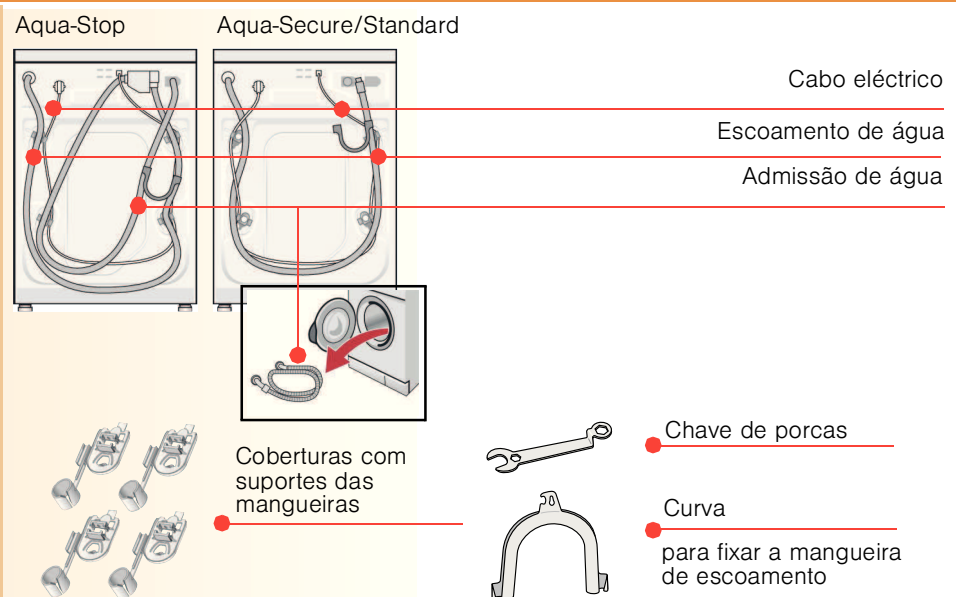 Aqua-Stop
Aqua-Secure/Standard
Cabo eléctrico
Escoamento de água
Admissão de água
Coberturas com
suportes das
mangueiras
Chave de porcas
Curva
para fixar a mangueira
de escoamento